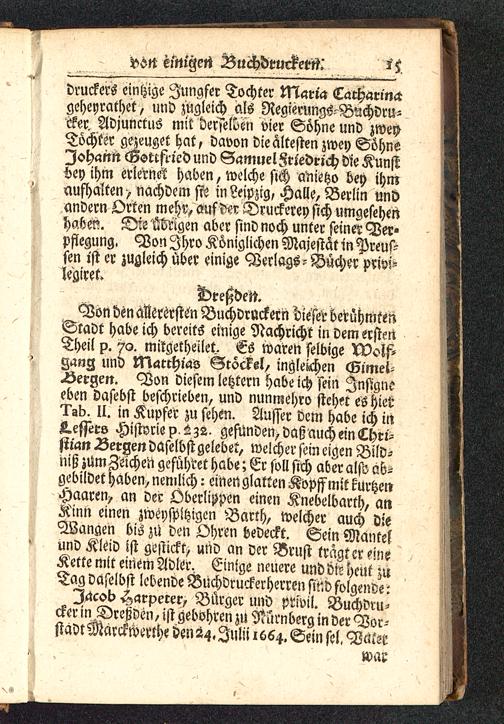 von einigen Buchdruckern. 15
druckers eintzige Jungfer Tochter Maria Catharina
geheyrathet, und zugleich als Regierungs-Buchdru-
cker Adjunctus mit derselben vier Söhne und zwey
Töchter gezeuget hat, davon die ältesten zwey Söhne
Johann Gottfried und Samuel Friedrich die Kunst
bey ihm erlernet haben, welche sich anietzo bey ihm
aufhalten, nachdem sie in Leipzig, Halle, Berlin und
andern Orten mehr, auf der Druckerey sich umgesehen
haben. Die übrigen aber sind noch unter seiner Ver-
pflegung. Von Ihro Königlichen Majestät in Preus-
sen ist er zugleich über einige Verlags-Bücher privi-
legiret.
Dreßden.
Von den allerersten Buchdruckern dieser berühmten
Stadt habe ich bereits einige Nachricht in dem ersten
Theil p. 70. mitgetheilet. Es waren selbige Wolf-
gang und Matthias Stöckel, ingleichen Gimel-
Bergen. Von diesem letztern habe ich sein Insigne
eben daselbst beschrieben, und nunmehro stehet es hier
Tab. II. in Kupfer zu sehen. Ausser dem habe ich in
Lessers Historie p. 232. gefunden, daß auch ein Chri-
stian Bergen daselbst gelebet, welcher sein eigen Bild-
niß zum Zeichen geführet habe; Er soll sich aber also ab-
gebildet haben, nemlich: einen glatten Kopff mit kurtzen
Haaren, an der Oberlippen einen Knebelbarth, an
Kinn einen zweyspitzigen Barth, welcher auch die
Wangen bis zu den Ohren bedeckt. Sein Mantel
und Kleid ist gestickt, und an der Brust trägt er eine
Kette mit einem Adler. Einige neuere und die heut zu
Tag daselbst lebende Buchdruckerherren sind folgende:
Jacob Harpeter, Bürger und privil. Buchdru-
cker in Dreßden, ist gebohren zu Nürnberg in der Vor-
stadt Marckwerthe den 24. Julii 1664. Sein sel. Vater
war